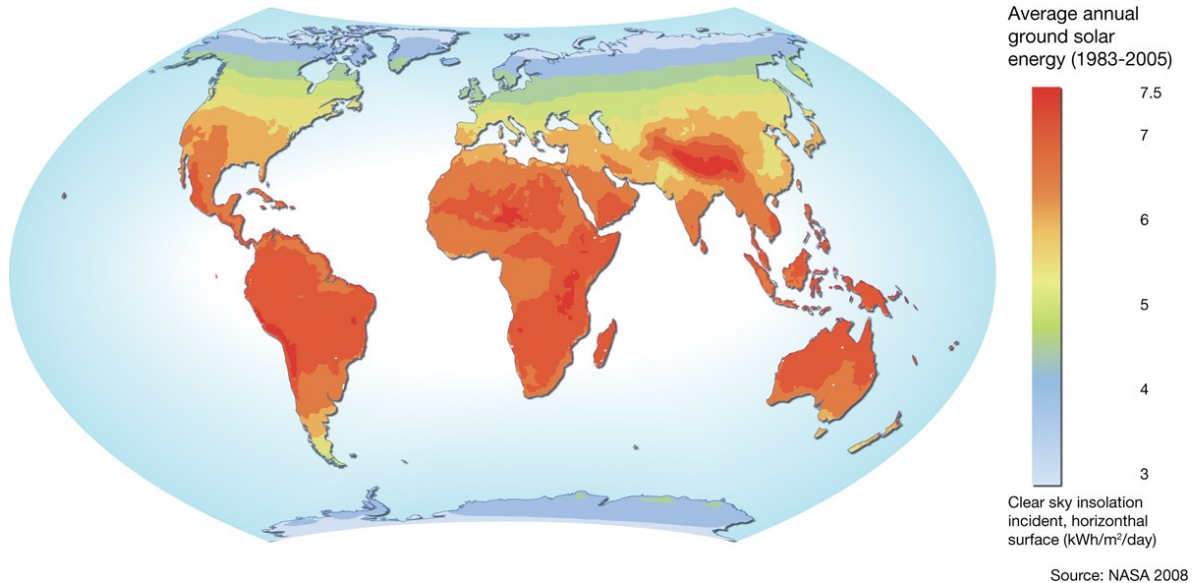 Average annual
ground solar
energy (1983-2005)
7.5
7
6
5
4
3
Clear sky insolation
incident, horizonthal
surface (kWh/m²/day)
Source: NASA 2008